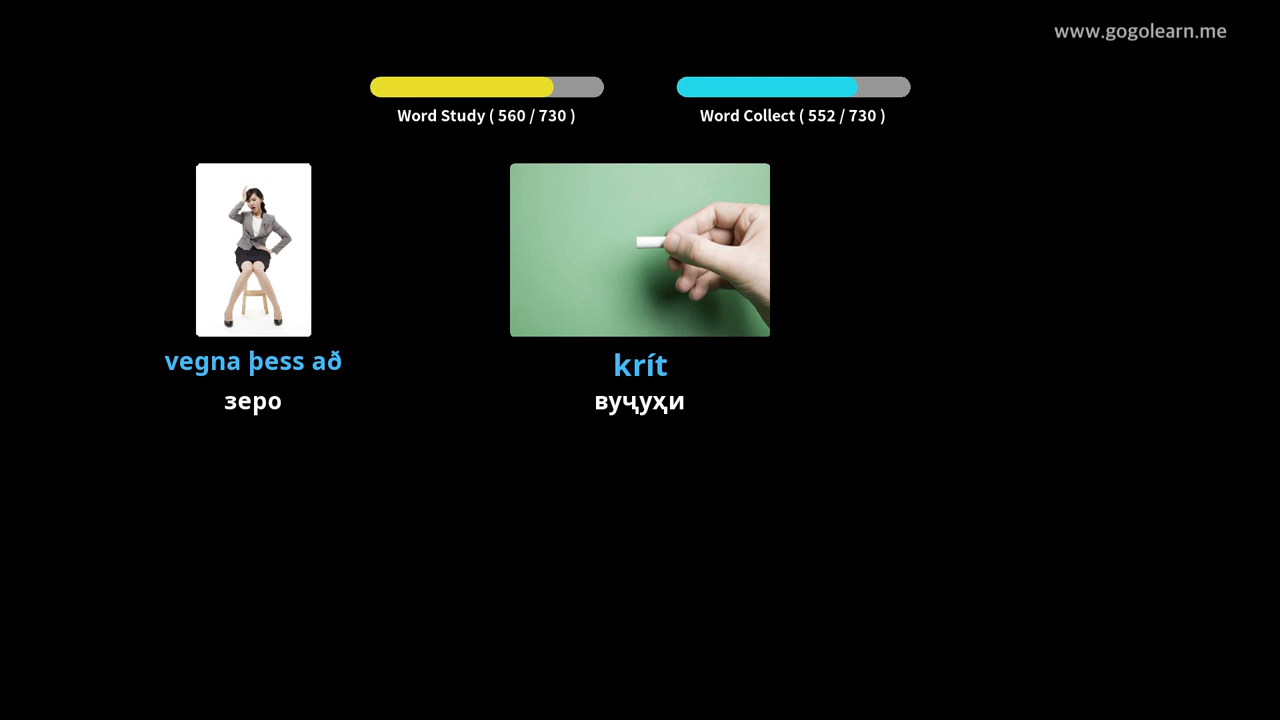 www.gogolearn.me
Word Study ( 560 / 730 )
Word Collect ( 552 / 730 )
vegna þess að
зеро
krít
вуҷуҳи